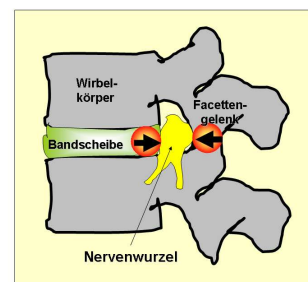 Wirbel-
körper
Facetten-
gelenk
Bandscheibe
Nervenwurzel